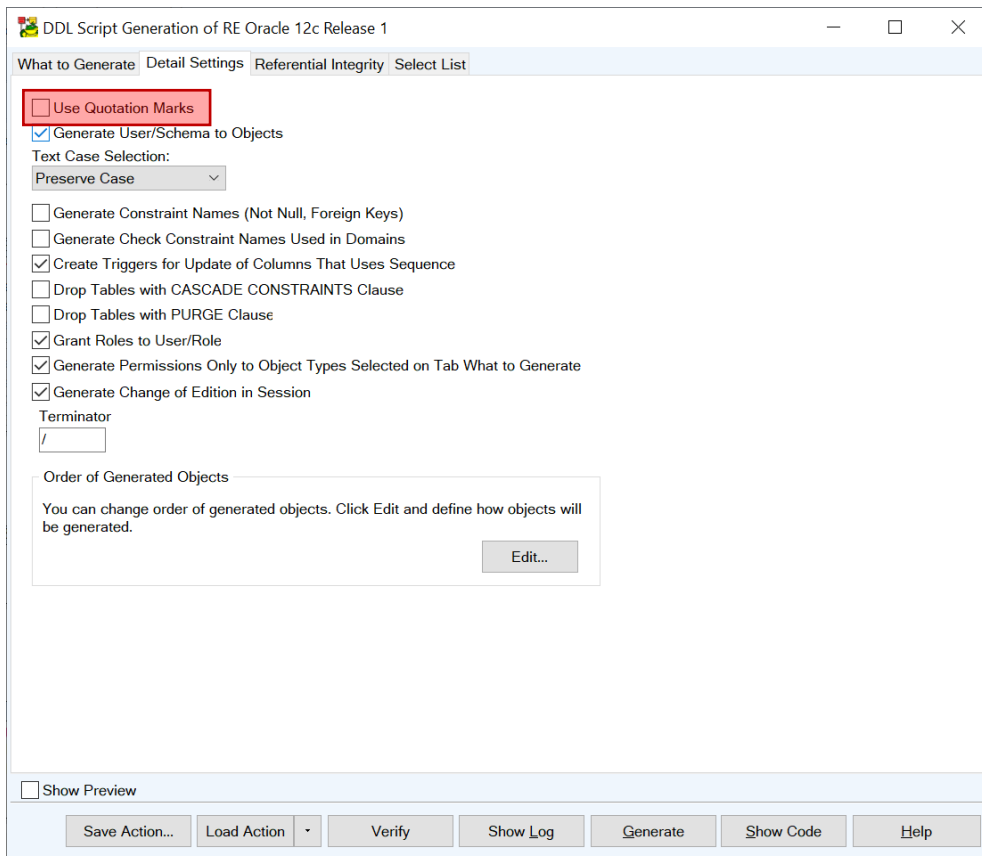 DDL Script Generation of RE Oracle 12c Release 1
What to Generate Detail Settings Referential Integrity Select List
Use Quotation Marks
Generate User/Schema to Objects
Text Case Selection:
Preserve Case
Generate Constraint Names (Not Null, Foreign Keys)
Generate Check Constraint Names Used in Domains
Create Triggers for Update of Columns That Uses Sequence
Drop Tables with CASCADE CONSTRAINTS Clause
Drop Tables with PURGE Clause
Grant Roles to User/Role
Generate Permissions Only to Object Types Selected on Tab What to Generate
Generate Change of Edition in Session
Terminator
/
Order of Generated Objects
You can change order of generated objects. Click Edit and define how objects will
be generated.
Edit...
Show Preview
Save Action... Load Action Verify Show Log Generate Show Code Help